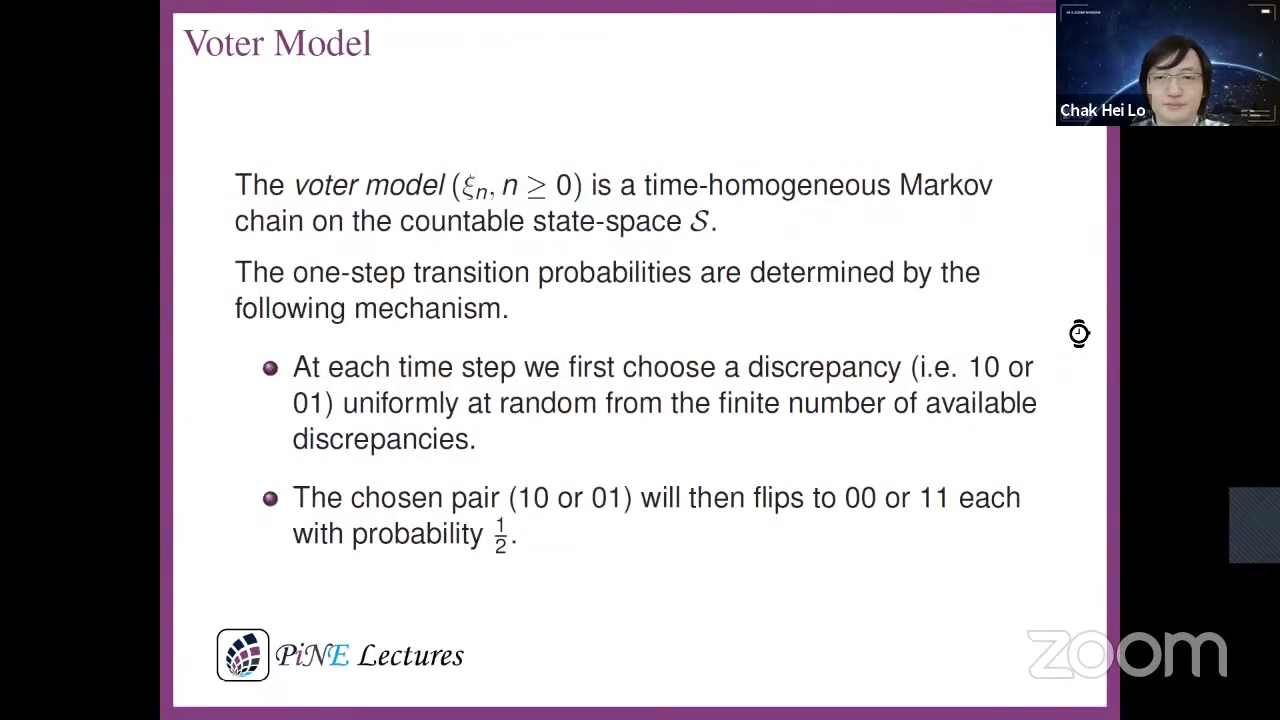 Voter Model
Chak Hei Lo
The voter model (ξₙ, n ≥ 0) is a time-homogeneous Markov
chain on the countable state-space 𝒮.
The one-step transition probabilities are determined by the
following mechanism.
At each time step we first choose a discrepancy (i.e. 10 or
01) uniformly at random from the finite number of available
discrepancies.
The chosen pair (10 or 01) will then flips to 00 or 11 each
with probability 1/2.
PiNE Lectures
zoom